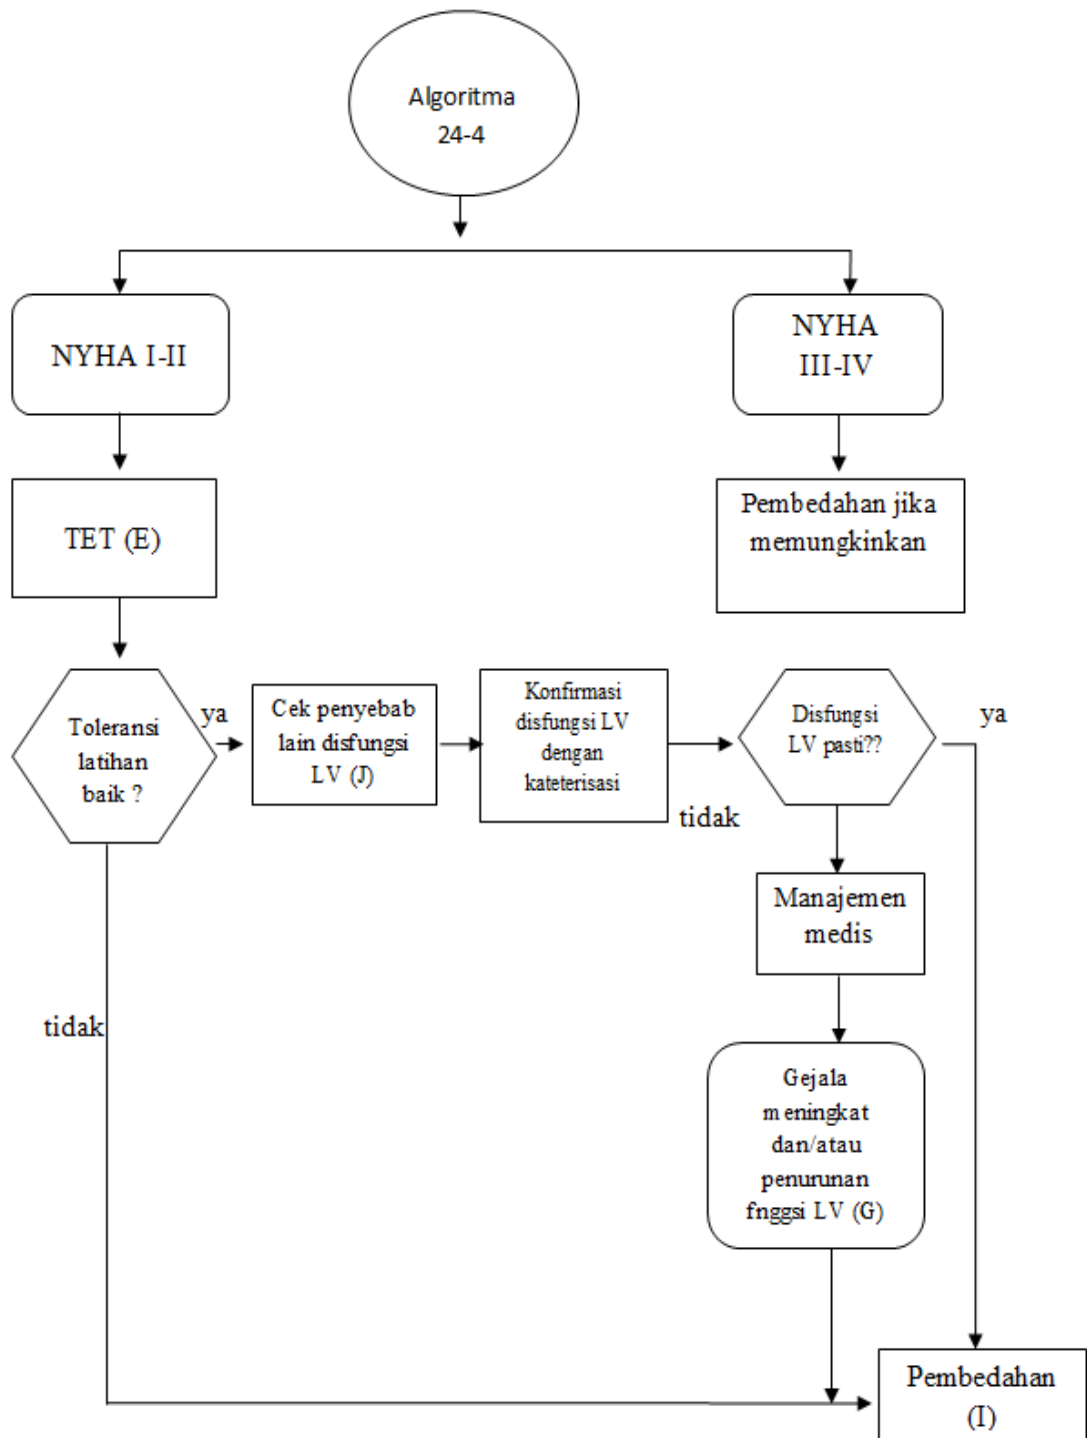 Algoritma
24-4
NYHA I-II
NYHA
III-IV
TET (E)
Pembedahan jika
memungkinkan
Toleransi
latihan
baik ?
ya
Cek penyebab
lain disfungsi
LV (J)
Konfirmasi
disfungsi LV
dengan
kateterisasi
tidak
Disfungsi
LV pasti??
ya
Manajemen
medis
tidak
Gejala
meningkat
dan/atau
penurunan
fnggsi LV (G)
Pembedahan
(I)